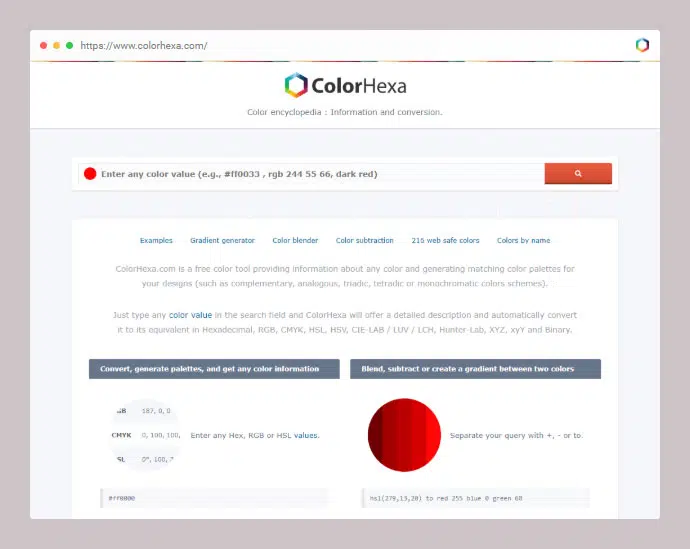 https://www.colorhexa.com/
ColorHexa
Color encyclopedia : Information and conversion.
Enter any color value (e.g., #ff0033 , rgb 244 55 66, dark red)
Examples Gradient generator Color blender Color subtraction 216 web safe colors Colors by name
ColorHexa.com is a free color tool providing information about any color and generating matching color palettes for
your designs (such as complementary, analogous, triadic, tetradic or monochromatic colors schemes).
Just type any color value in the search field and ColorHexa will offer a detailed description and automatically convert
it to its equivalent in Hexadecimal, RGB, CMYK, HSL, HSV, CIE-LAB / LUV / LCH, Hunter-Lab, XYZ, xyY and Binary.
Convert, generate palettes, and get any color information
Blend, subtract or create a gradient between two colors
187, 0, 0
CMYK 0, 100, 100,
SL 0°, 100,
Enter any Hex, RGB or HSL values.
Separate your query with +, - or to
hsl(279,13,20) to red 255 blue 0 green 60